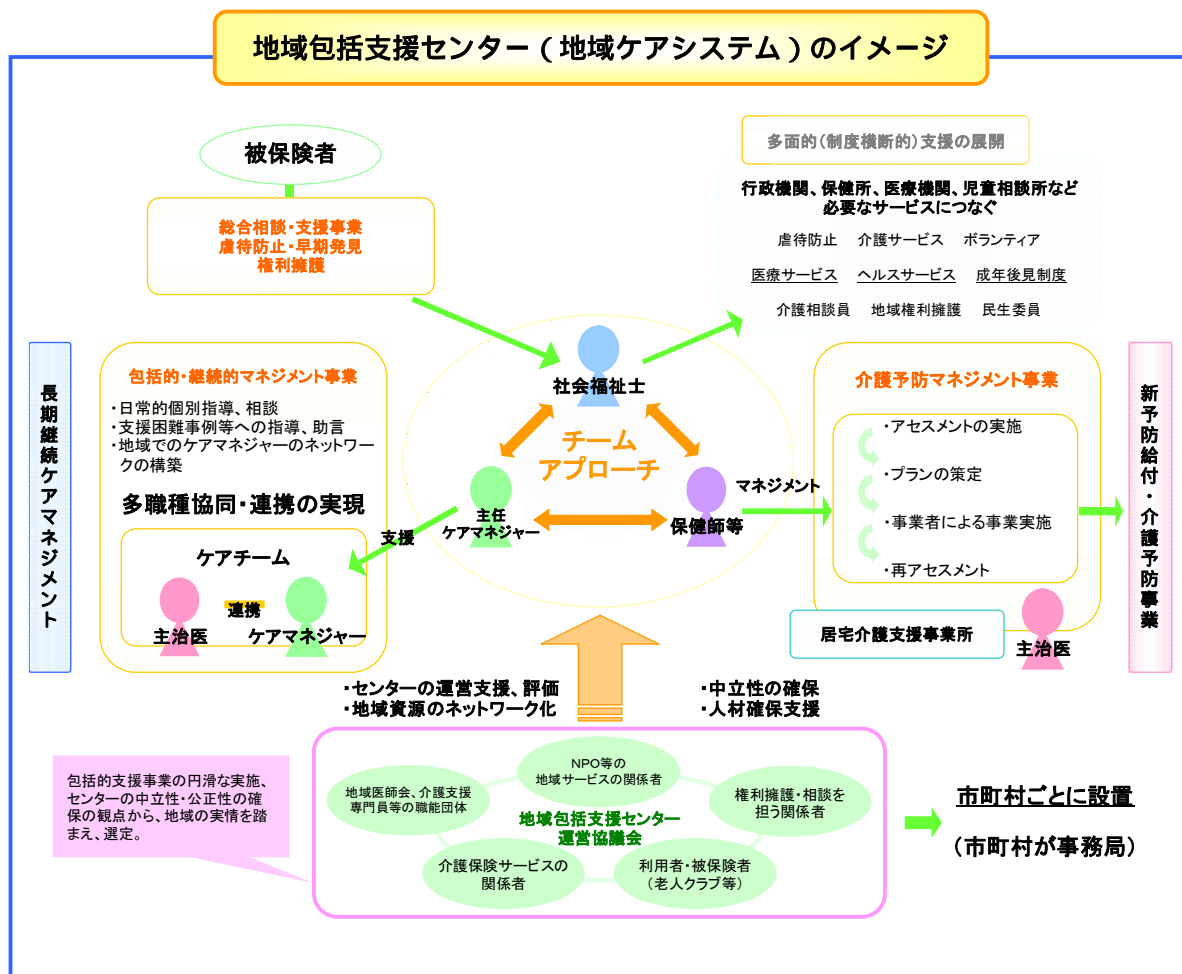 地域包括支援センター（地域ケアシステム）のイメージ
被保険者
総合相談・支援事業
虐待防止・早期発見
権利擁護
多面的（制度横断的）支援の展開
行政機関、保健所、医療機関、児童相談所など
必要なサービスにつなぐ
虐待防止 介護サービス ボランティア
医療サービス ヘルスサービス 成年後見制度
介護相談員 地域権利擁護 民生委員
長期継続ケアマネジメント
包括的・継続的マネジメント事業
・日常的個別指導、相談
・支援困難事例等への指導、助言
・地域でのケアマネジャーのネットワー
クの構築
多職種協同・連携の実現
ケアチーム
連携
主治医
ケアマネジャー
支援
社会福祉士
チーム
アプローチ
主任
ケアマネジャー
保健師等
マネジメント
介護予防マネジメント事業
・アセスメントの実施
・プランの策定
・事業者による事業実施
・再アセスメント
居宅介護支援事業所
主治医
新予防給付・介護予防事業
・センターの運営支援、評価
・地域資源のネットワーク化
・中立性の確保
・人材確保支援
包括的支援事業の円滑な実施、
センターの中立性・公正性の確
保の観点から、地域の実情を踏
まえ、選定。
NPO等の
地域サービスの関係者
地域医師会、介護支援
専門員等の職能団体
権利擁護・相談を
担う関係者
地域包括支援センター
運営協議会
介護保険サービスの
関係者
利用者・被保険者
（老人クラブ等）
市町村ごとに設置
（市町村が事務局）